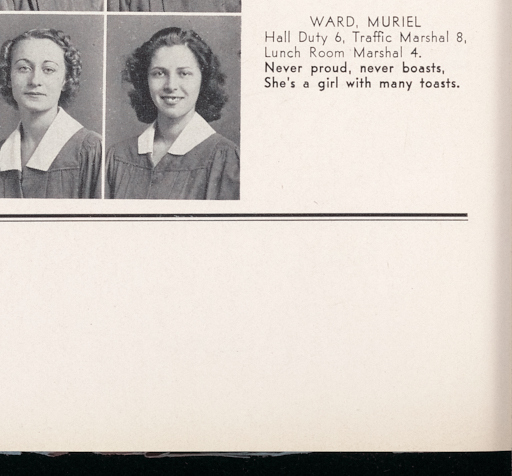 WARD, MURIEL
Hall Duty 6, Traffic Marshal 8,
Lunch Room Marshal 4.
Never proud, never boasts,
She's a girl with many toasts.